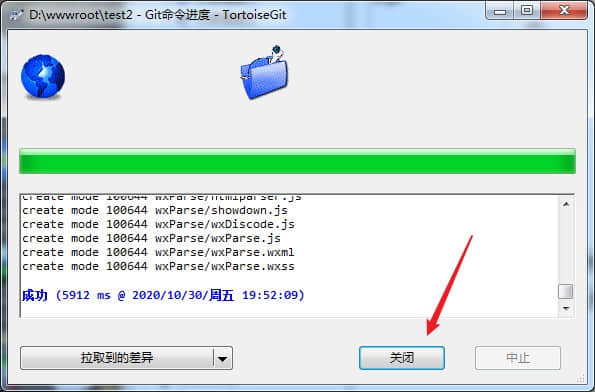 D:\wwwroot\test2 - Git命令进度 - TortoiseGit
create mode 100644 wxParse/htmlparser.js
create mode 100644 wxParse/showdown.js
create mode 100644 wxParse/wxDiscode.js
create mode 100644 wxParse/wxParse.js
create mode 100644 wxParse/wxParse.wxml
create mode 100644 wxParse/wxParse.wxss
成功 (5912 ms @ 2020/10/30/周五 19:52:09)
拉取到的差异
关闭
中止